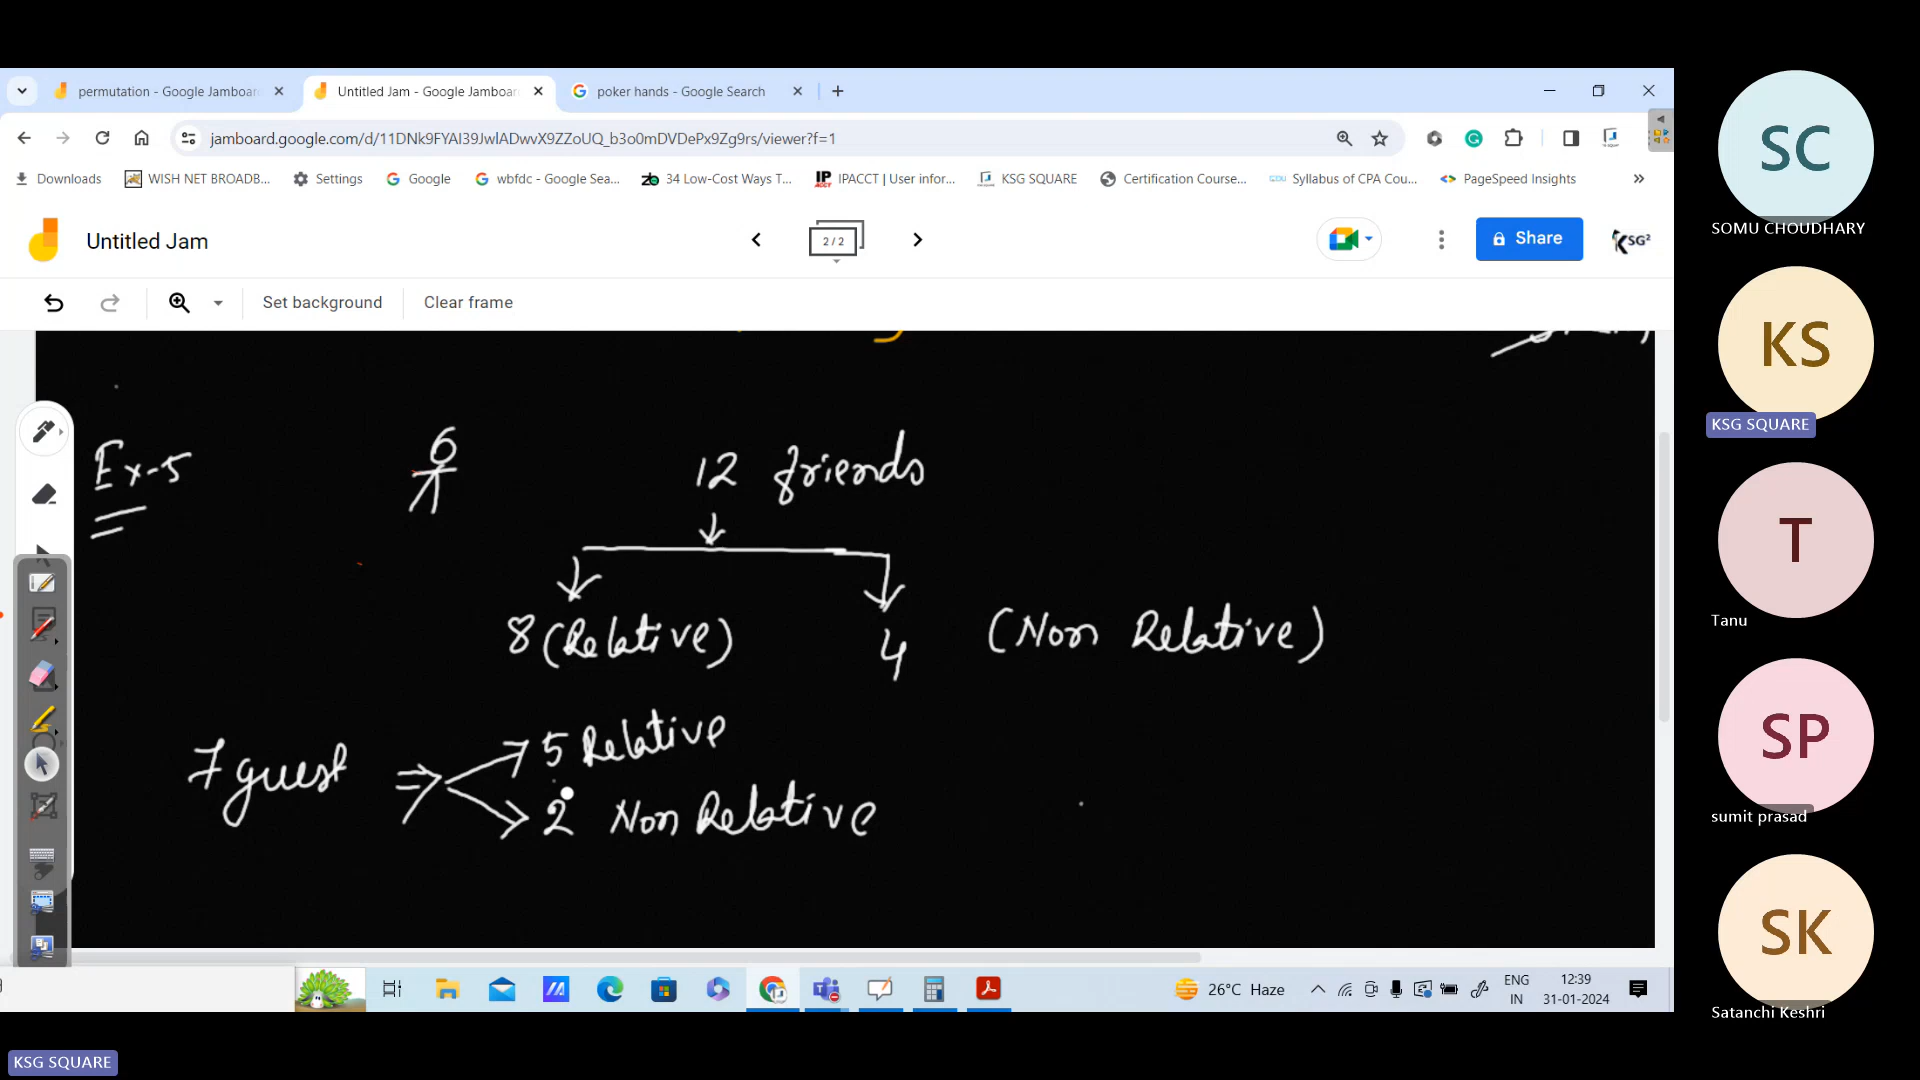 permutation - Google Jamboar
Untitled Jam - Google Jamboar
poker hands - Google Search
jamboard.google.com/d/11DNk9FYAI39JwlADwvX9ZZoUQ_b3o0mDVDePx9Zg9rs/viewer?f=1
Downloads
WISH NET BROADB...
Settings
Google
wbfdc - Google Sea...
34 Low-Cost Ways T...
IPACCT | User infor...
KSG SQUARE
Certification Course...
Syllabus of CPA Cou...
PageSpeed Insights
Untitled Jam
2 / 2
Share
KSG²
Set background
Clear frame
Ex-5
12 friends
8 (Relative)
4
(Non Relative)
7 guest
5 Relative
2 Non Relative
26°C Haze
ENG
IN
12:39
31-01-2024
SC
SOMU CHOUDHARY
KS
KSG SQUARE
T
Tanu
SP
sumit prasad
SK
Satanchi Keshri
KSG SQUARE